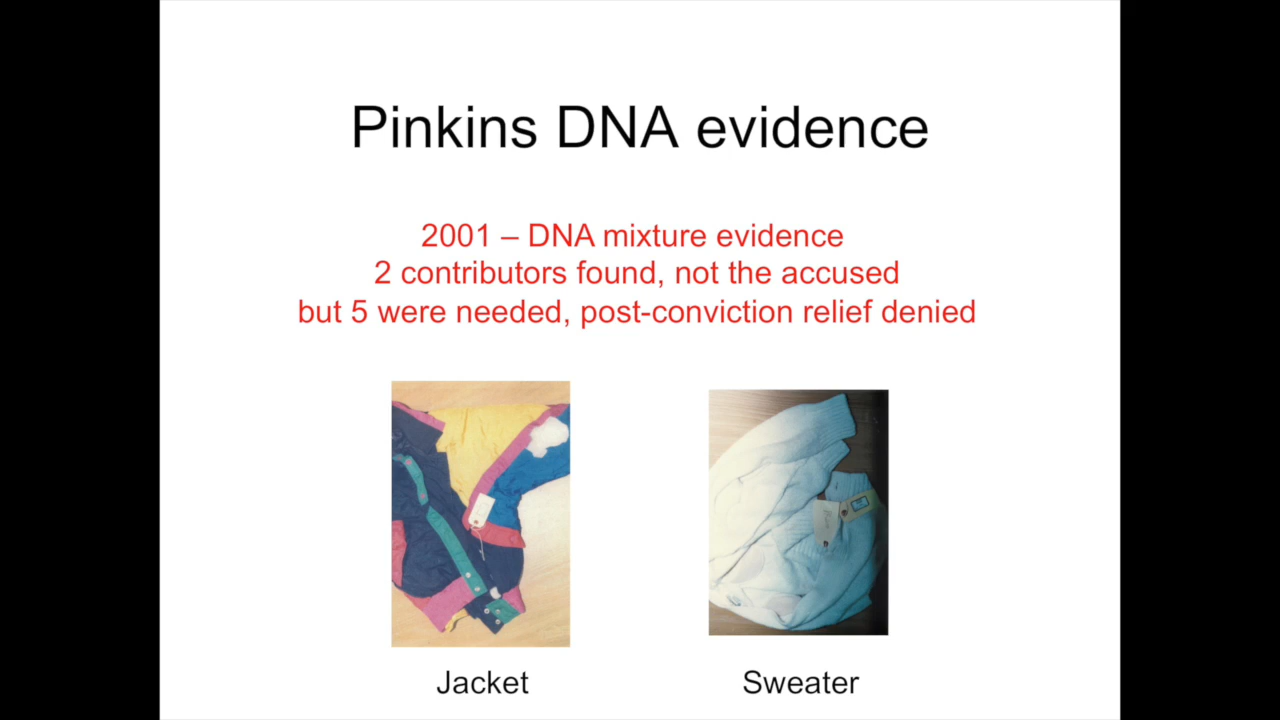 Pinkins DNA evidence
2001 – DNA mixture evidence
2 contributors found, not the accused
but 5 were needed, post-conviction relief denied
Jacket
Sweater